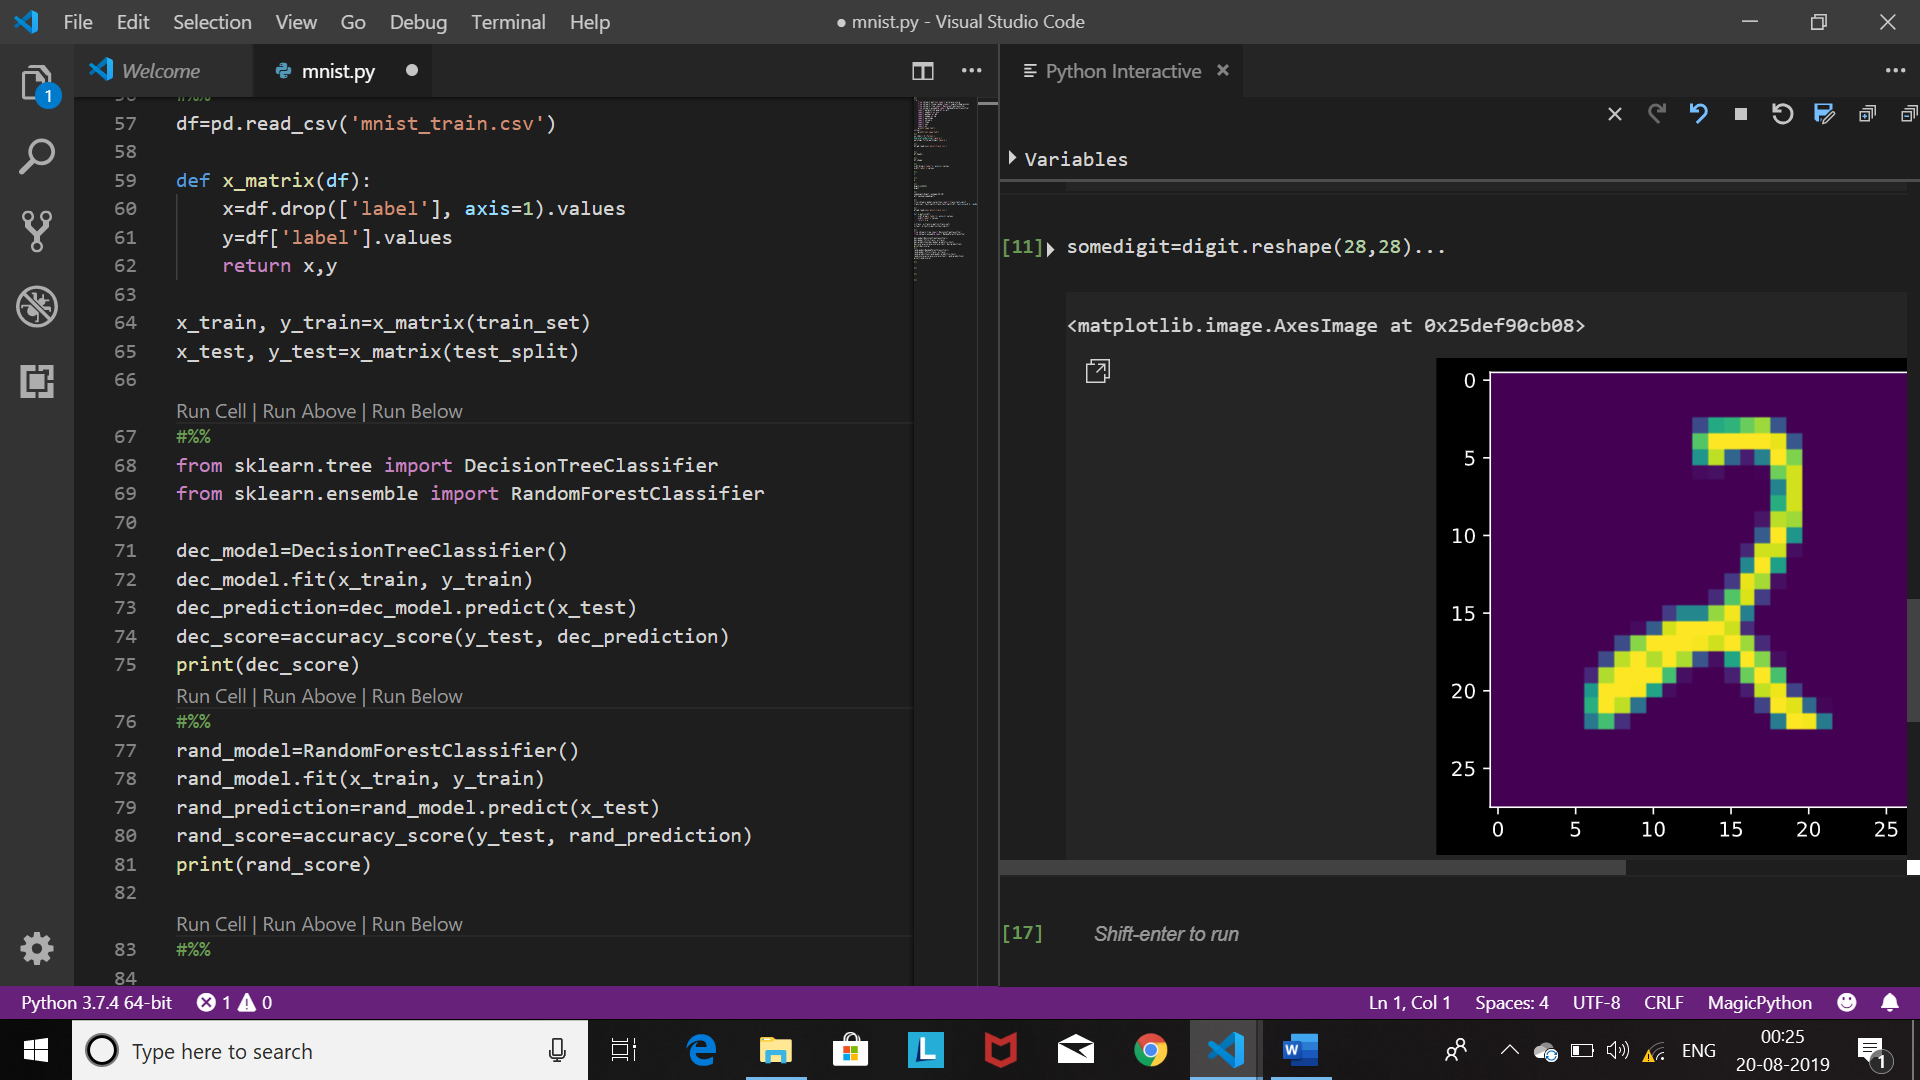 File Edit Selection View Go Debug Terminal Help
● mnist.py - Visual Studio Code
1
Welcome
mnist.py
57 df=pd.read_csv('mnist_train.csv')
58
59 def x_matrix(df):
60 x=df.drop(['label'], axis=1).values
61 y=df['label'].values
62 return x,y
63
64 x_train, y_train=x_matrix(train_set)
65 x_test, y_test=x_matrix(test_split)
66
Run Cell | Run Above | Run Below
67 #%%
68 from sklearn.tree import DecisionTreeClassifier
69 from sklearn.ensemble import RandomForestClassifier
70
71 dec_model=DecisionTreeClassifier()
72 dec_model.fit(x_train, y_train)
73 dec_prediction=dec_model.predict(x_test)
74 dec_score=accuracy_score(y_test, dec_prediction)
75 print(dec_score)
Run Cell | Run Above | Run Below
76 #%%
77 rand_model=RandomForestClassifier()
78 rand_model.fit(x_train, y_train)
79 rand_prediction=rand_model.predict(x_test)
80 rand_score=accuracy_score(y_test, rand_prediction)
81 print(rand_score)
82
Run Cell | Run Above | Run Below
83 #%%
84
Python Interactive
Variables
[11] somedigit=digit.reshape(28,28)...
<matplotlib.image.AxesImage at 0x25def90cb08>
0
5
10
15
20
25
0 5 10 15 20 25
[17] Shift-enter to run
Python 3.7.4 64-bit 1 0
Ln 1, Col 1 Spaces: 4 UTF-8 CRLF MagicPython
Type here to search
L
W
ENG
00:25
20-08-2019
1